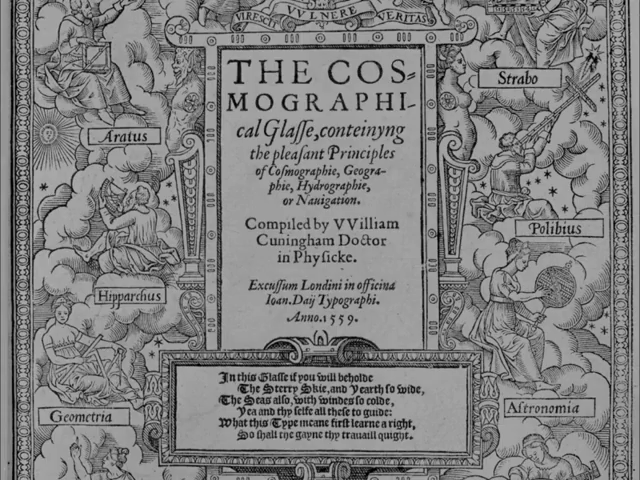 VIRESCIT VVLNERE VERITAS
THE COS=
MOGRAPHI-
cal Glaſſe, conteinyng
the pleaſant Principles
of Coſmographie, Geogra-
phie, Hydrographie,
or Nauigation.
Compiled by VVilliam
Cuningham Doctor
in Phyſicke.
Excuſſum Londini in officina
Ioan. Daij Typographi.
Anno. 1559.
In this Glaſſe if you will beholde
The Sterry Skie, and Yearth ſo wide,
The Seas alſo, with windes ſo colde,
Yea and thy ſelfe all theſe to guide:
What this Type meane firſt learne a right,
So ſhall the gayne thy trauaill quight.
Aratus
Hipparchus
Geometria
Strabo
Polibius
Aſtronomia